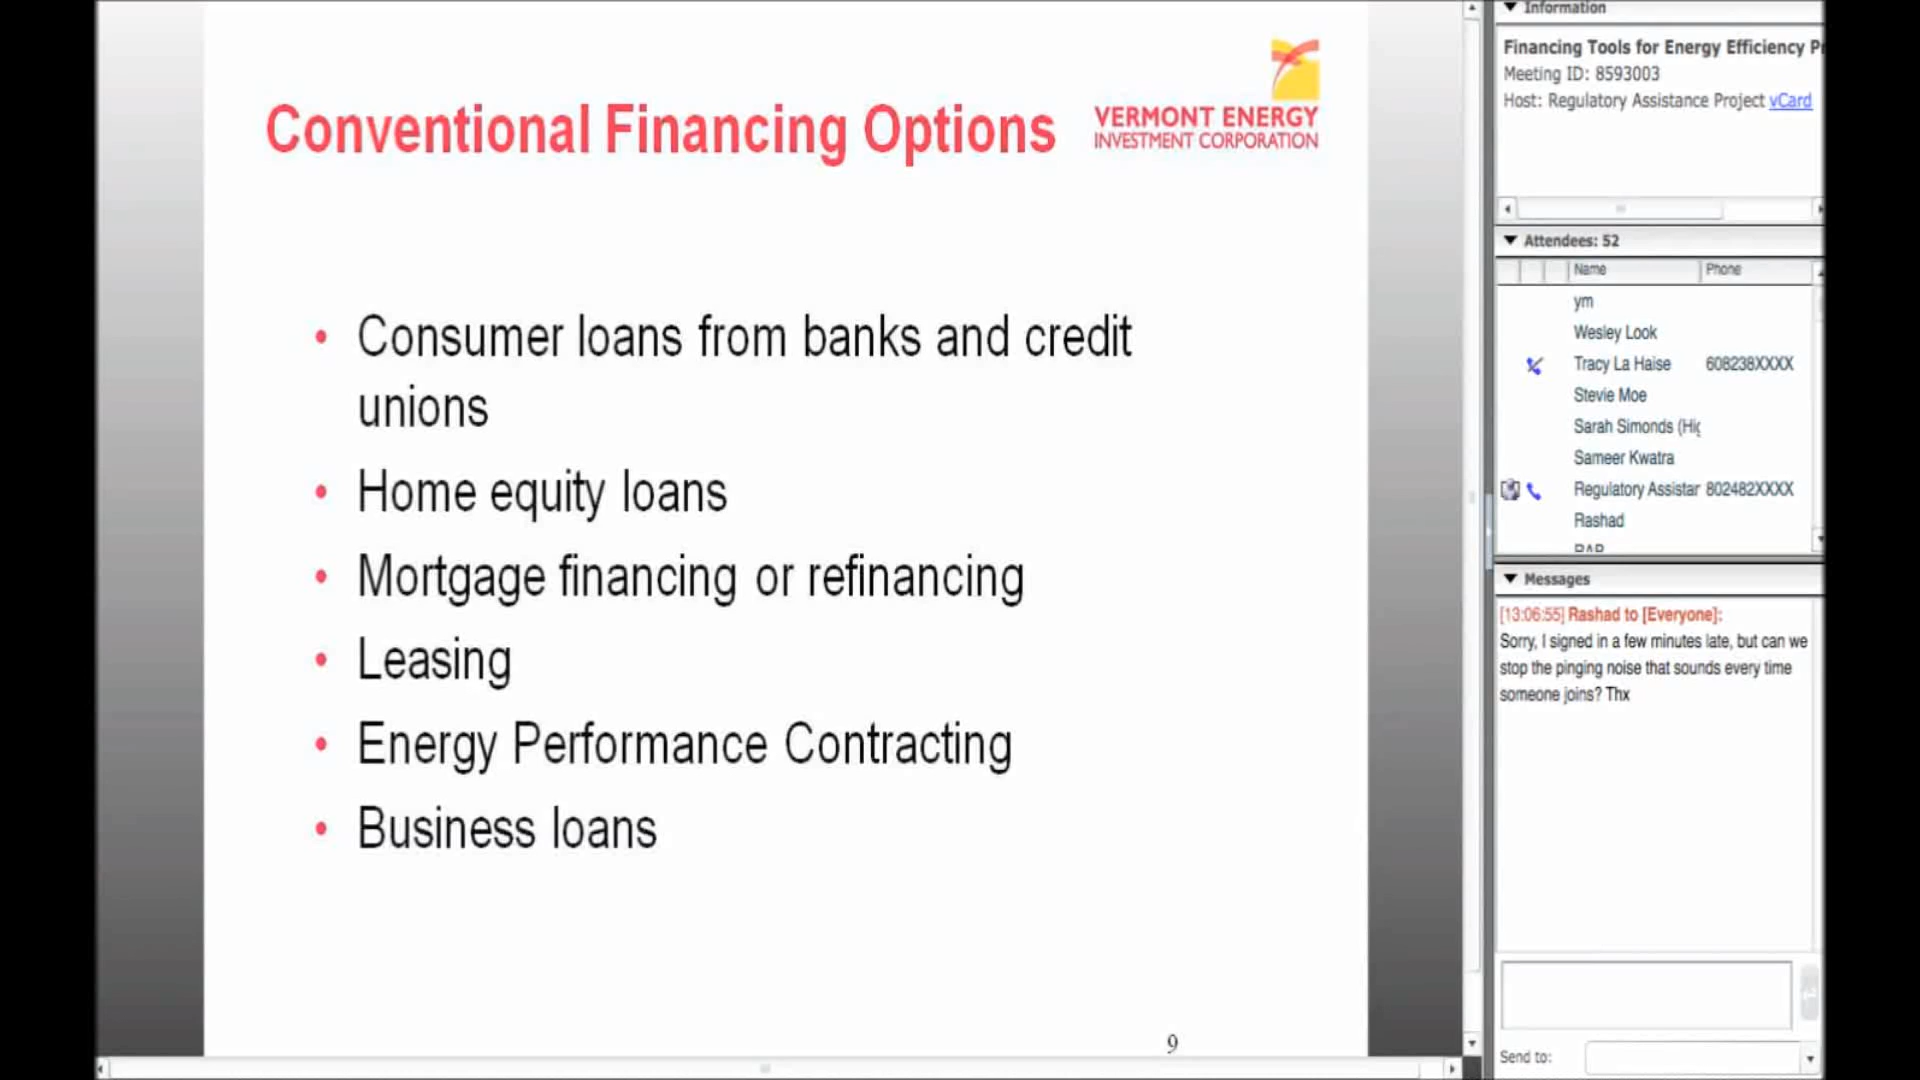 Conventional Financing Options
VERMONT ENERGY
INVESTMENT CORPORATION
• Consumer loans from banks and credit
unions
• Home equity loans
• Mortgage financing or refinancing
• Leasing
• Energy Performance Contracting
• Business loans
9
Information
Financing Tools for Energy Efficiency
Meeting ID: 8593003
Host: Regulatory Assistance Project vCard
Attendees: 52
Name Phone
ym
Wesley Look
Tracy La Haise 608238XXXX
Stevie Moe
Sarah Simonds
Sameer Kwatra
Regulatory Assistar 802482XXXX
Rashad
Messages
[13:06:55] Rashad to [Everyone]:
Sorry, I signed in a few minutes late, but can we
stop the pinging noise that sounds every time
someone joins? Thx
Send to: